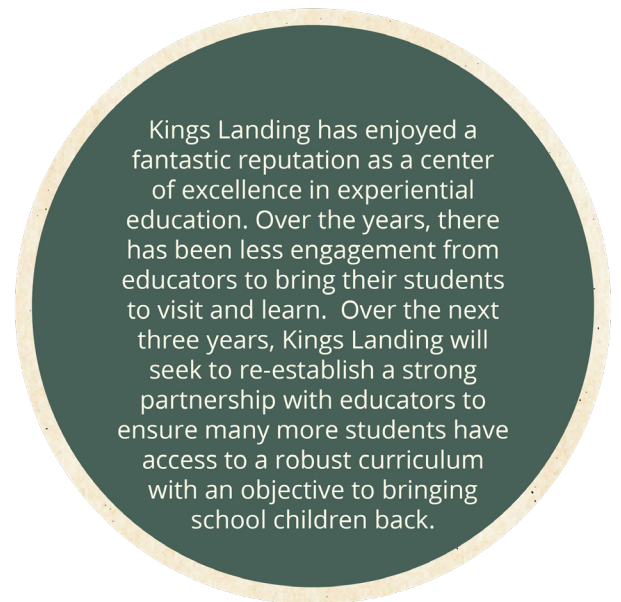 Kings Landing has enjoyed a
fantastic reputation as a center
of excellence in experiential
education. Over the years, there
has been less engagement from
educators to bring their students
to visit and learn.  Over the next
three years, Kings Landing will
seek to re-establish a strong
partnership with educators to
ensure many more students have
access to a robust curriculum
with an objective to bringing
school children back.